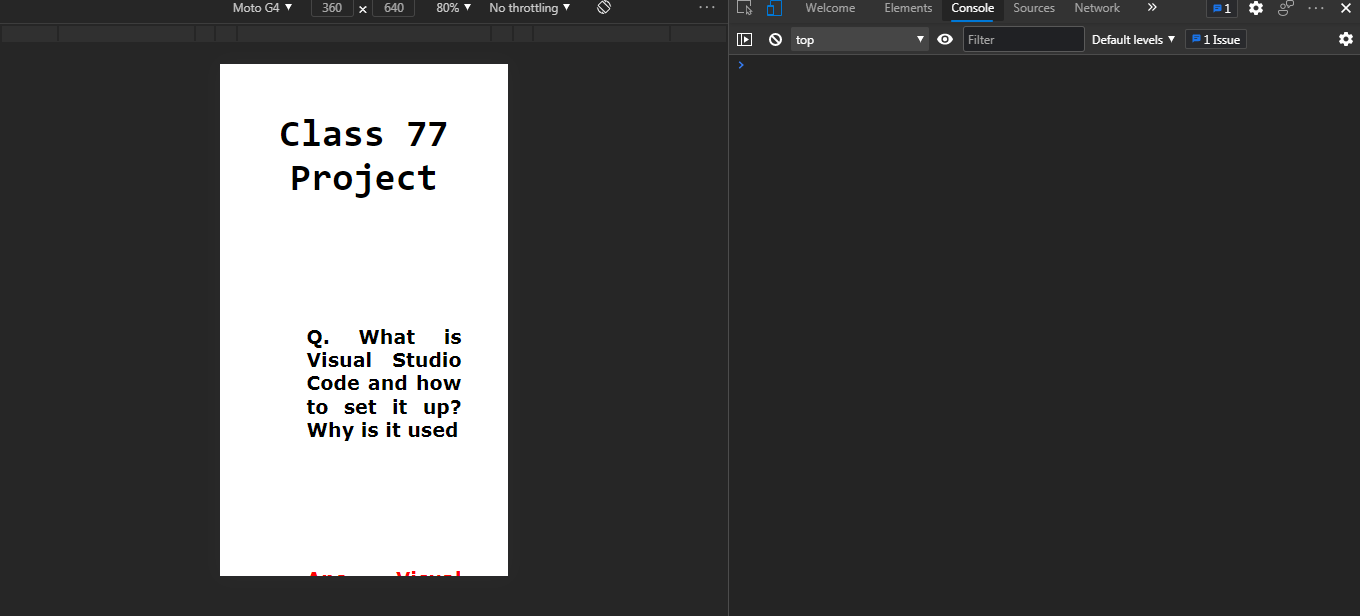 Moto G4 ▼ 360 × 640 80% ▼ No throttling ▼ ···
Welcome Elements Console Sources Network » 1 ··· ×
top ▼ Filter Default levels ▼ 1 Issue
>
Class 77
Project
Q. What is
Visual Studio
Code and how
to set it up?
Why is it used